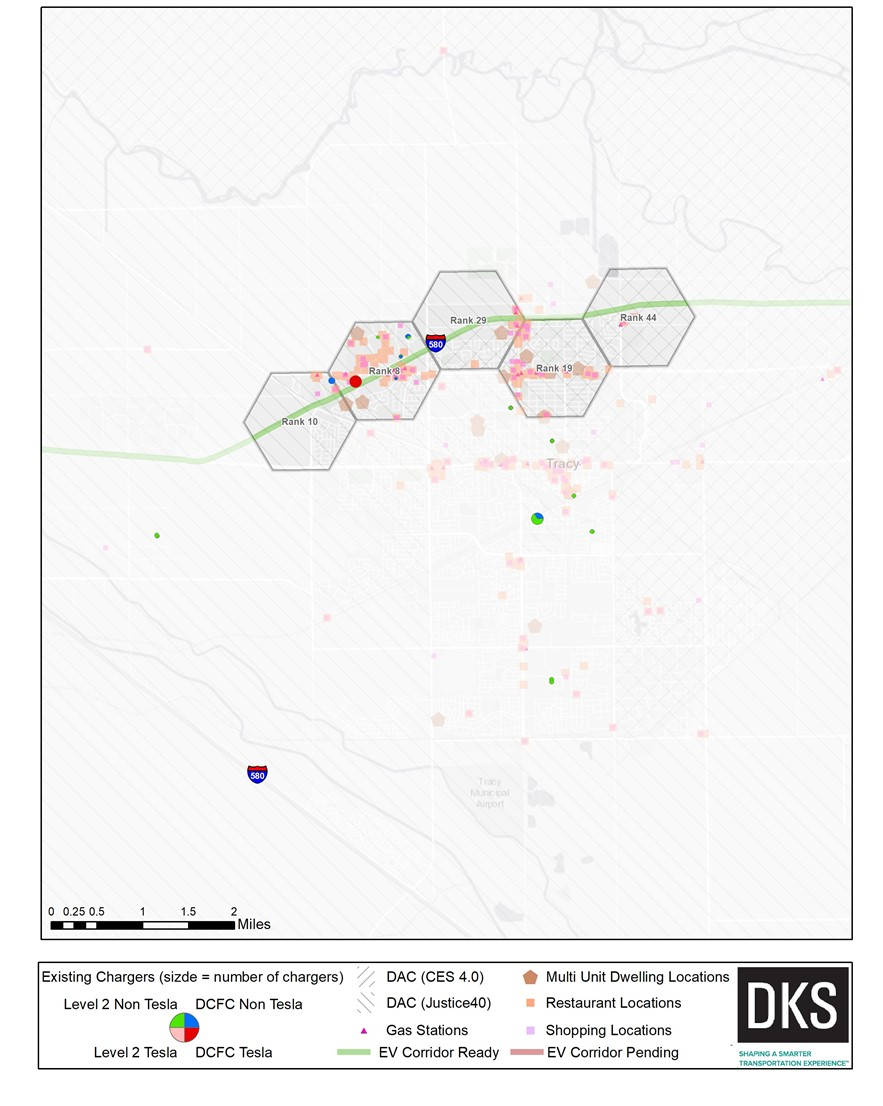 Rank 29
Rank 44
580
Rank 8
Rank 19
Rank 10
Tracy
580
Tracy
Municipal
Airport
0 0.25 0.5 1 1.5 2
Miles
Existing Chargers (sizde = number of chargers)
Level 2 Non Tesla DCFC Non Tesla
Level 2 Tesla DCFC Tesla
DAC (CES 4.0)
DAC (Justice40)
Gas Stations
EV Corridor Ready
Multi Unit Dwelling Locations
Restaurant Locations
Shopping Locations
EV Corridor Pending
DKS
SHAPING A SMARTER
TRANSPORTATION EXPERIENCE™